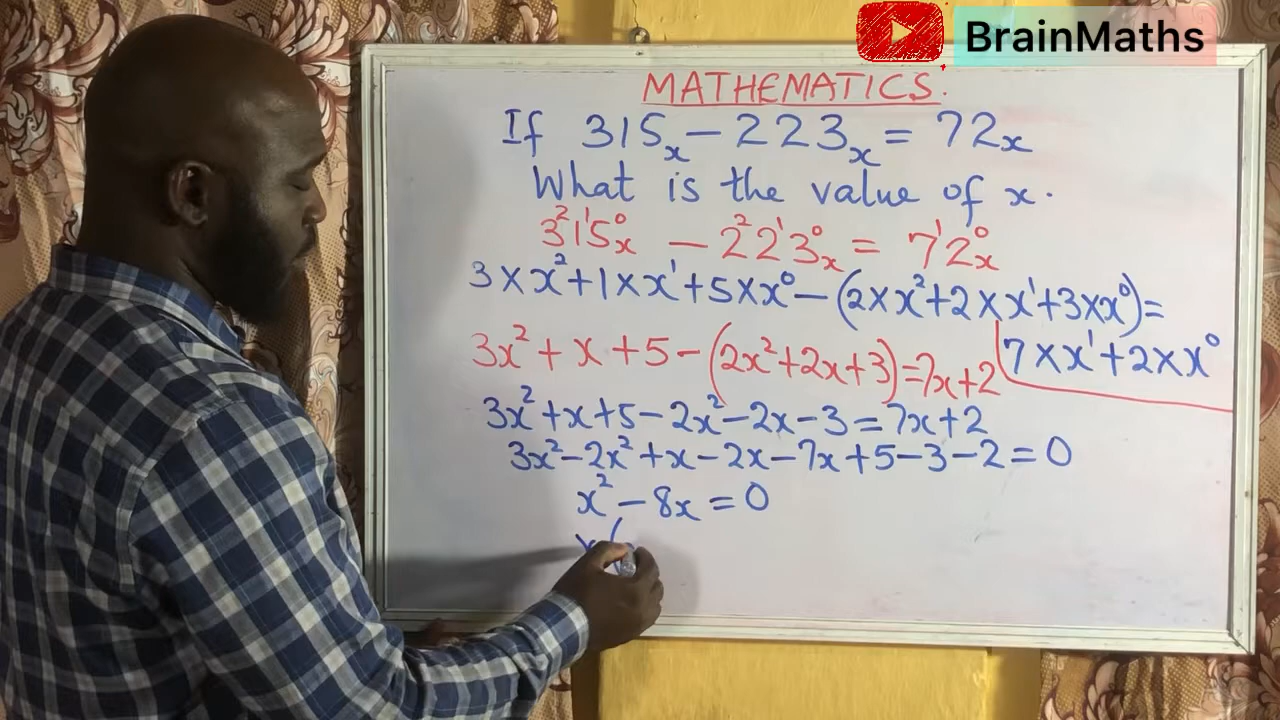 BrainMaths
MATHEMATICS.
If 315ₓ − 223ₓ = 72ₓ
What is the value of x.
3²1¹5⁰ₓ − 2²2¹3⁰ₓ = 7¹2⁰ₓ
3×x²+1×x¹+5×x⁰−(2×x²+2×x¹+3×x⁰)=
7×x¹+2×x⁰
3x²+x+5−(2x²+2x+3)=7x+2
3x²+x+5−2x²−2x−3=7x+2
3x²−2x²+x−2x−7x+5−3−2=0
x²−8x=0
x(